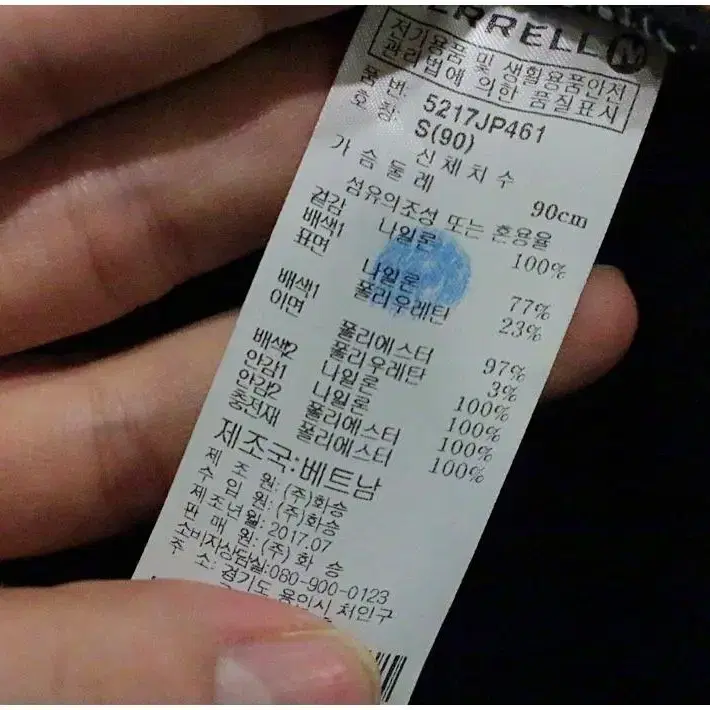 ERRELL M
전기용품 및 생활용품안전
관리법에 의한 품질표시
품 번 5217JP461
호 칭 S(90)
신 체 치 수
가 슴 둘 레 90cm
섬유의조성 또는 혼용율
겉감 나일론 100%
배색1
표면 나일론 77%
폴리우레탄 23%
배색1
이면 폴리에스터 97%
폴리우레탄 3%
배색2 나일론 100%
안감1 폴리에스터 100%
안감2 폴리에스터 100%
충전재 100%
제조국:베트남
제 조 원: (주)화승
수 입 원: (주)화승
제조년월: 2017.07
판 매 원: (주) 화 승
소비자상담실:080-900-0123
주 소: 경기도 용인시 처인구